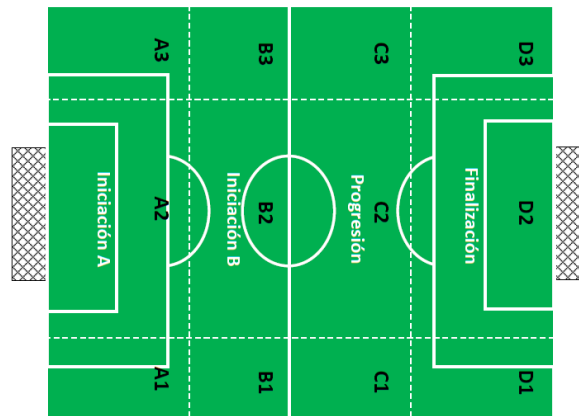 A3
B3
C3
D3
Iniciación A
A2
Iniciación B
B2
Progresión
C2
Finalización
D2
A1
B1
C1
D1